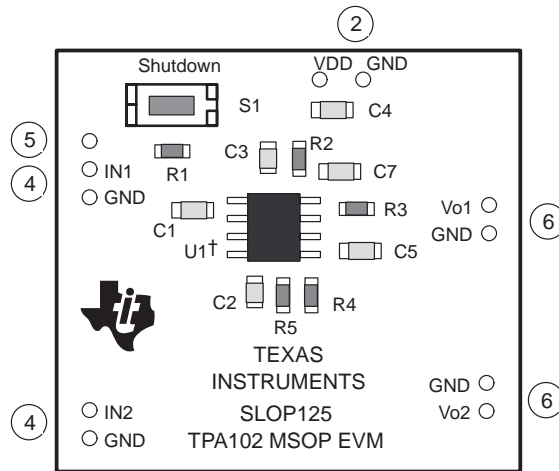 2
Shutdown
VDD GND
S1
C4
5
IN1
4
GND
R1
C3
R2
C7
C1
U1†
R3
C5
Vo1
GND
6
C2
R5
R4
TEXAS
INSTRUMENTS
SLOP125
TPA102 MSOP EVM
4
IN2
GND
GND
Vo2
6